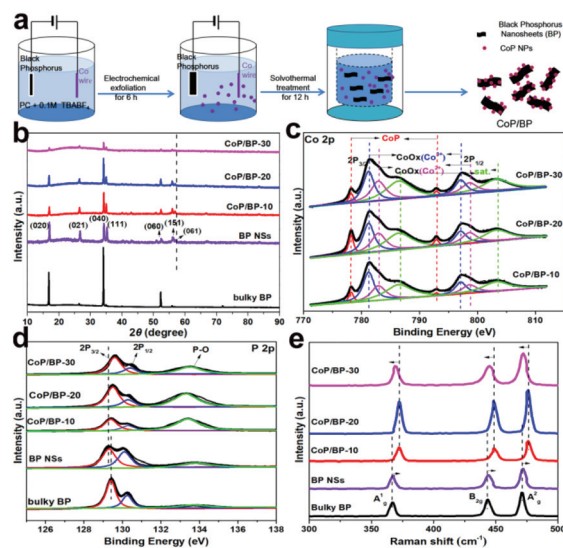 a
Black Phosphorus
Nanosheets (BP)
CoP NPs
Black
Phosphorus
Co
wire
PC + 0.1M TBABF₄
Electrochemical
exfoliation
for 6 h
Black
Phosphorus
Co
wire
Solvothermal
treatment
for 12 h
CoP/BP
b
Intensity (a.u.)
CoP/BP-30
CoP/BP-20
CoP/BP-10
(040)
(151)
(020)
(021)
(111)
(060)
(061)
BP NSs
bulky BP
10 20 30 40 50 60 70 80 90
2θ (degree)
c
Co 2p
Intensity (a.u.)
CoP
2P3/2
CoOx(Co³⁺)
2P1/2
CoOx(Co²⁺)
sat.
CoP/BP-30
CoP/BP-20
CoP/BP-10
770 780 790 800 810
Binding Energy (eV)
d
P 2p
Intensity (a.u.)
2P3/2
2P1/2
P-O
CoP/BP-30
CoP/BP-20
CoP/BP-10
BP NSs
bulky BP
126 128 130 132 134 136 138
Binding Energy (eV)
e
Intensity (a.u.)
CoP/BP-30
CoP/BP-20
CoP/BP-10
BP NSs
Bulky BP
A¹g
B2g
A²g
300 350 400 450 500
Raman shift (cm⁻¹)